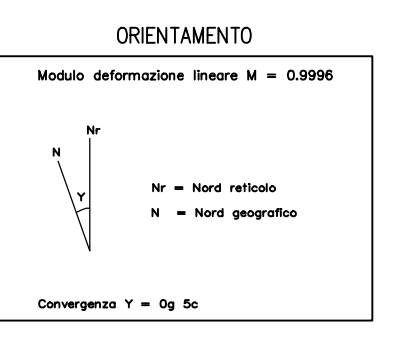 ORIENTAMENTO
Modulo deformazione lineare M = 0.9996
Nr
N
Y
Nr = Nord reticolo
N = Nord geografico
Convergenza Y = 0g 5c